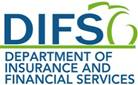 DIFS
DEPARTMENT OF
INSURANCE AND
FINANCIAL SERVICES